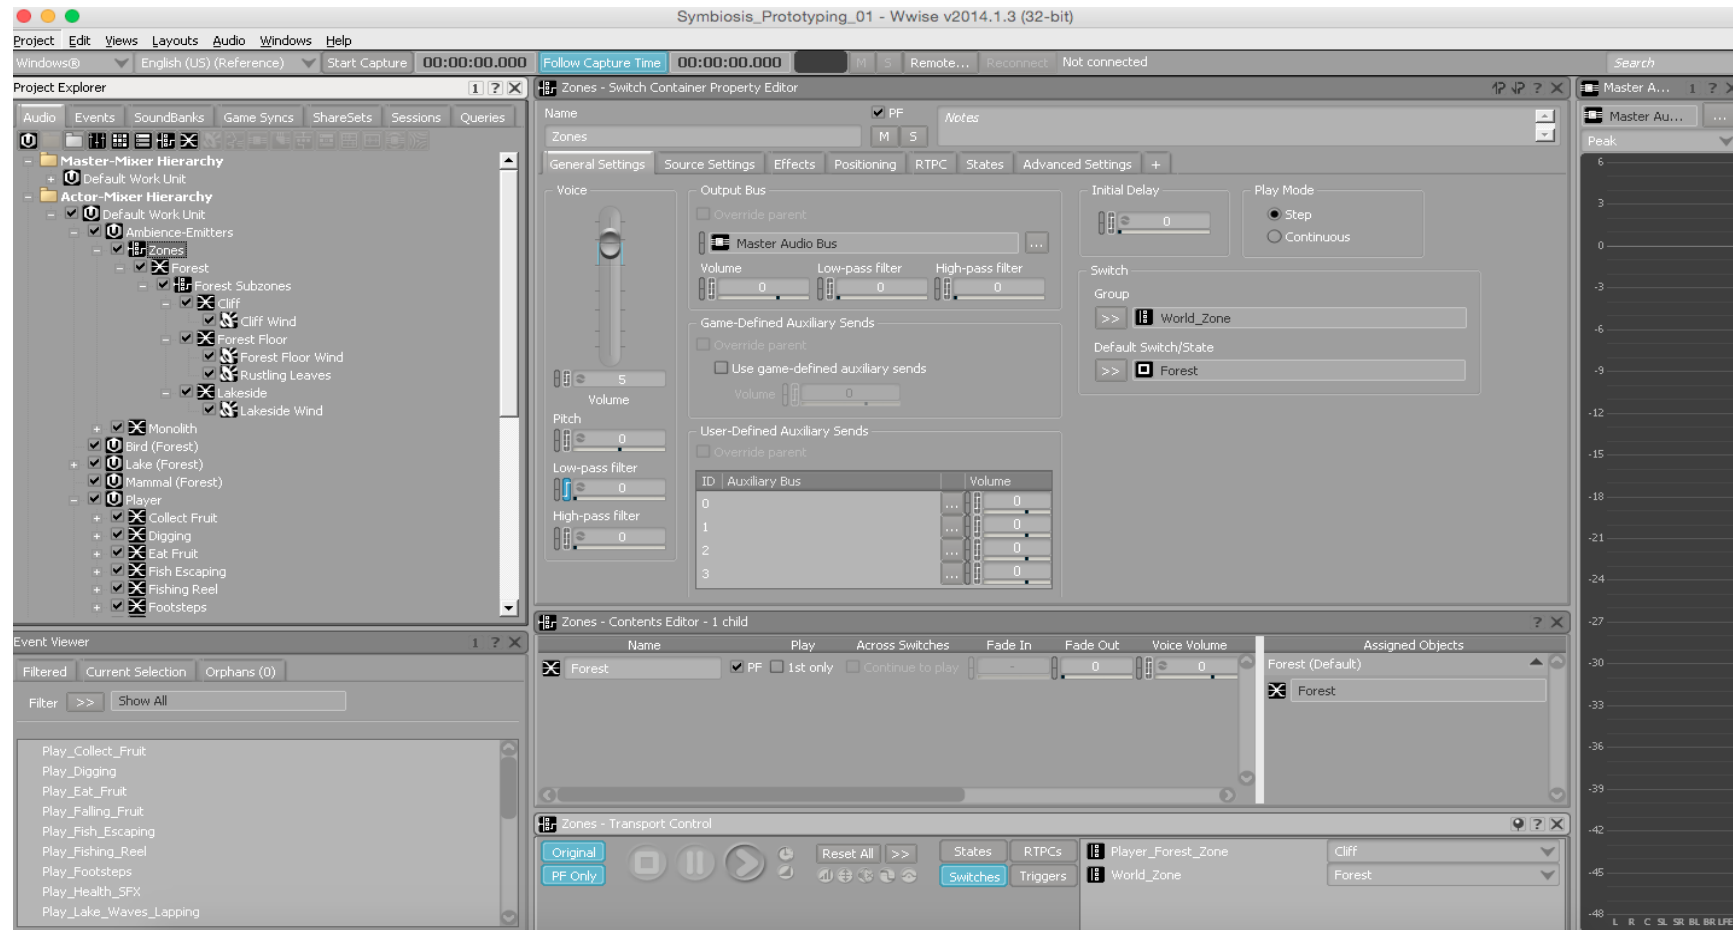 Symbiosis_Prototyping_01 - Wwise v2014.1.3 (32-bit)
Project Edit Views Layouts Audio Windows Help
Windows® English (US) (Reference) Start Capture 00:00:00.000 Follow Capture Time 00:00:00.000 M S Remote... Reconnect Not connected Search
Project Explorer 1 ? X
Audio Events SoundBanks Game Syncs ShareSets Sessions Queries
Master-Mixer Hierarchy
Default Work Unit
Actor-Mixer Hierarchy
Default Work Unit
Ambience-Emitters
Zones
Forest
Forest Subzones
Cliff
Cliff Wind
Forest Floor
Forest Floor Wind
Rustling Leaves
Lakeside
Lakeside Wind
Monolith
Bird (Forest)
Lake (Forest)
Mammal (Forest)
Player
Collect Fruit
Digging
Eat Fruit
Fish Escaping
Fishing Reel
Footsteps
Event Viewer 1 ? X
Filtered Current Selection Orphans (0)
Filter >> Show All
Play_Collect_Fruit
Play_Digging
Play_Eat_Fruit
Play_Falling_Fruit
Play_Fish_Escaping
Play_Fishing_Reel
Play_Footsteps
Play_Health_SFX
Play_Lake_Waves_Lapping
Zones - Switch Container Property Editor ? X
Name PF Notes
Zones M S
General Settings Source Settings Effects Positioning RTPC States Advanced Settings +
Voice
5
Volume
Pitch
0
Low-pass filter
0
High-pass filter
0
Output Bus
Override parent
Master Audio Bus ...
Volume Low-pass filter High-pass filter
0 0 0
Game-Defined Auxiliary Sends
Override parent
Use game-defined auxiliary sends
Volume 0
User-Defined Auxiliary Sends
Override parent
ID Auxiliary Bus Volume
0 ... 0
1 ... 0
2 ... 0
3 ... 0
Initial Delay
0
Play Mode
Step
Continuous
Switch
Group
>> World_Zone
Default Switch/State
>> Forest
Zones - Contents Editor - 1 child ? X
Name Play Across Switches Fade In Fade Out Voice Volume Assigned Objects
Forest PF 1st only Continue to play - 0 0 Forest (Default)
Forest
Zones - Transport Control ? X
Original Reset All >> States RTPCs Player_Forest_Zone Cliff
PF Only Switches Triggers World_Zone Forest
Master A... 1 ? X
Master Au... ...
Peak
6
3
0
-3
-6
-9
-12
-15
-18
-21
-24
-27
-30
-33
-36
-39
-42
-45
-48
L R C SL SR BL BR LFE